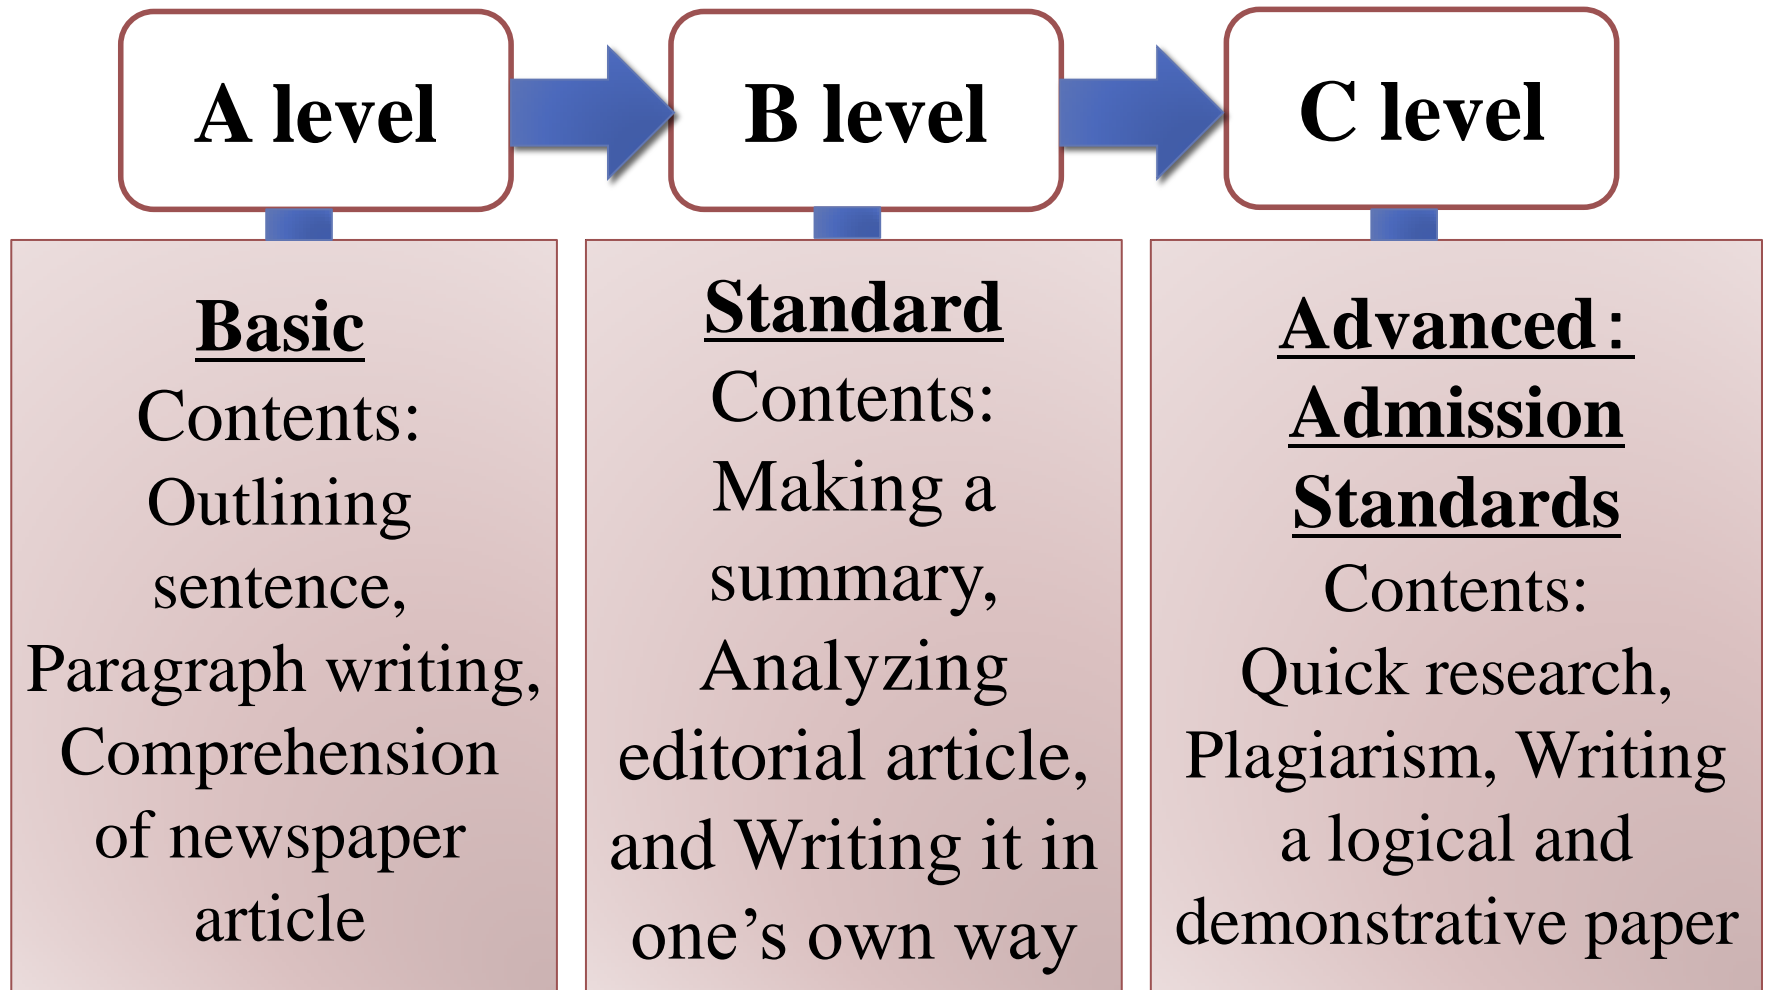 A level
B level
C level
Basic
Contents:
Outlining
sentence,
Paragraph writing,
Comprehension
of newspaper
article
Standard
Contents:
Making a
summary,
Analyzing
editorial article,
and Writing it in
one’s own way
Advanced：
Admission
Standards
Contents:
Quick research,
Plagiarism, Writing
a logical and
demonstrative paper